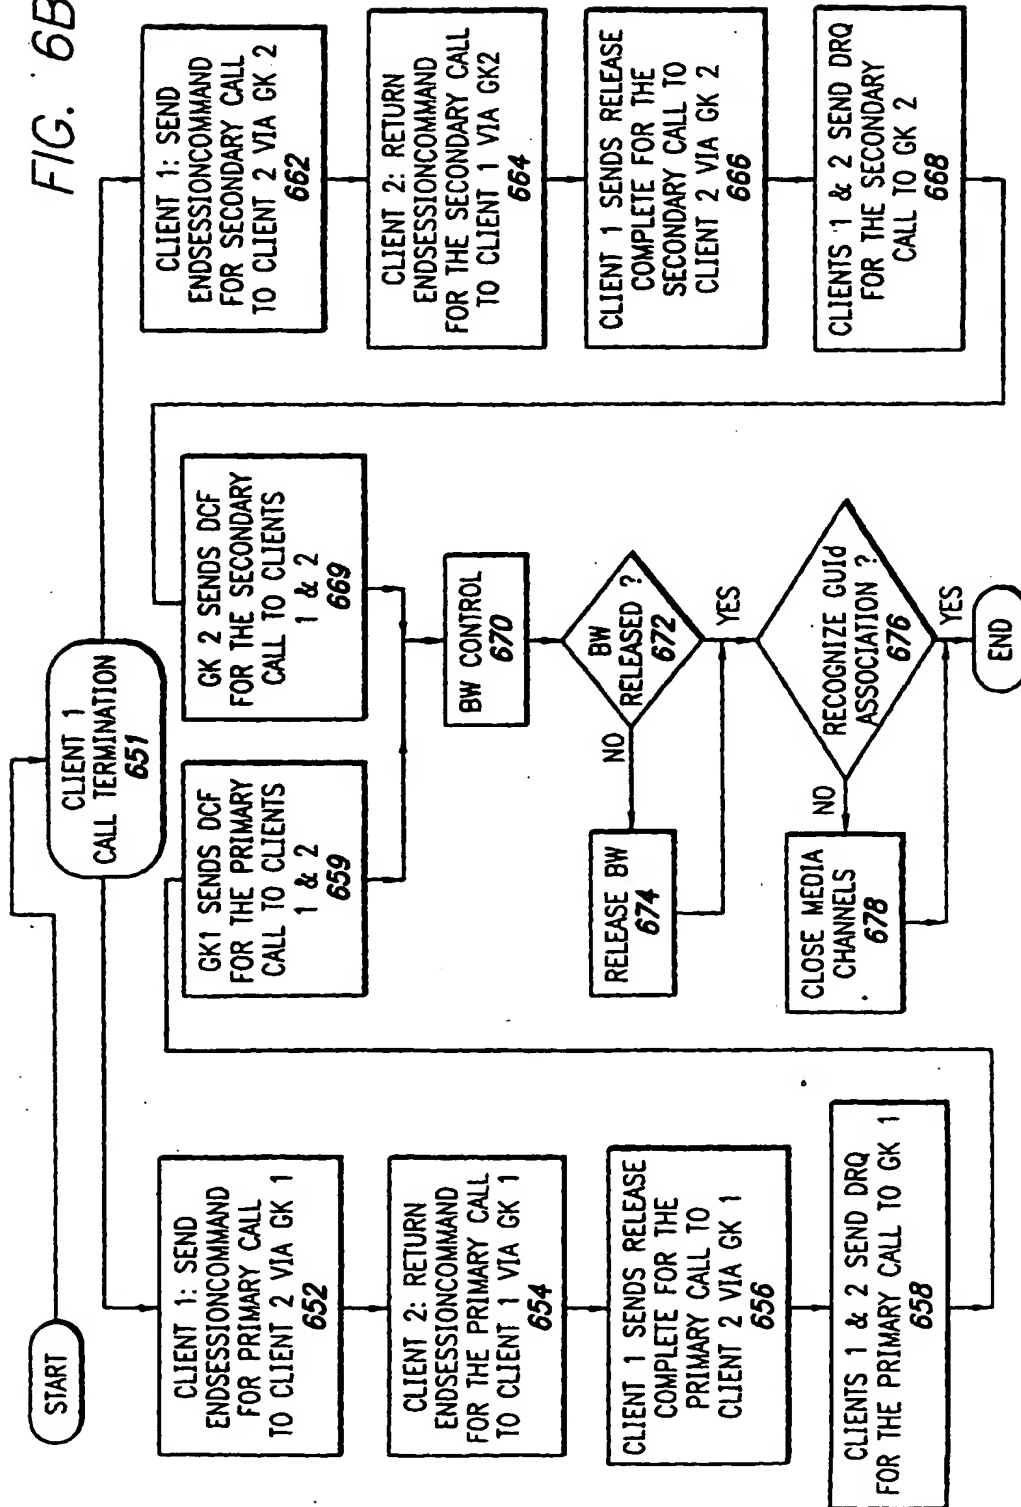 FIG. 6B
START
CLIENT 1
CALL TERMINATION
651
CLIENT 1: SEND
ENDSESSIONCOMMAND
FOR PRIMARY CALL
TO CLIENT 2 VIA GK 1
652
CLIENT 2: RETURN
ENDSESSIONCOMMAND
FOR THE PRIMARY CALL
TO CLIENT 1 VIA GK 1
654
CLIENT 1 SENDS RELEASE
COMPLETE FOR THE
PRIMARY CALL TO
CLIENT 2 VIA GK 1
656
CLIENTS 1 & 2 SEND DRQ
FOR THE PRIMARY CALL TO GK 1
658
GK1 SENDS DCF
FOR THE PRIMARY
CALL TO CLIENTS
1 & 2
659
CLIENT 1: SEND
ENDSESSIONCOMMAND
FOR SECONDARY CALL
TO CLIENT 2 VIA GK 2
662
CLIENT 2: RETURN
ENDSESSIONCOMMAND
FOR THE SECONDARY CALL
TO CLIENT 1 VIA GK2
664
CLIENT 1 SENDS RELEASE
COMPLETE FOR THE
SECONDARY CALL TO
CLIENT 2 VIA GK 2
666
CLIENTS 1 & 2 SEND DRQ
FOR THE SECONDARY
CALL TO GK 2
668
GK 2 SENDS DCF
FOR THE SECONDARY
CALL TO CLIENTS
1 & 2
669
BW CONTROL
670
BW
RELEASED ?
672
NO
YES
RELEASE BW
674
RECOGNIZE GUId
ASSOCIATION ?
676
NO
YES
CLOSE MEDIA
CHANNELS
678
END